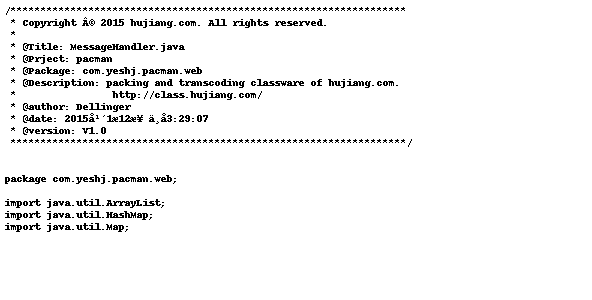 /******************************************************************
* Copyright Â© 2015 hujiang.com. All rights reserved.
*
* @Title: MessageHandler.java
* @Prject: pacman
* @Package: com.yeshj.pacman.web
* @Description: packing and transcoding classware of hujiang.com.
* http://class.hujiang.com/
* @author: Dellinger
* @date: 2015å¹´1æ12æ¥ ä¸å3:29:07
* @version: V1.0
******************************************************************/
package com.yeshj.pacman.web;
import java.util.ArrayList;
import java.util.HashMap;
import java.util.Map;